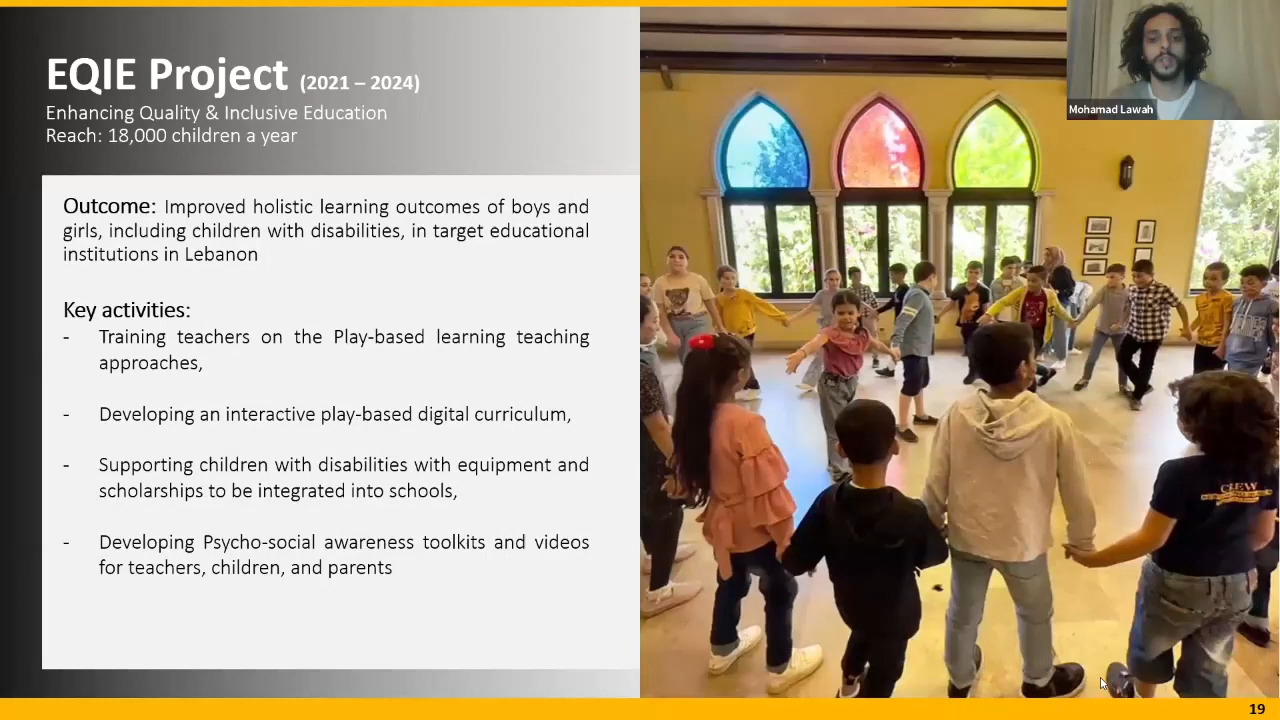 EQIE Project (2021 – 2024)
Enhancing Quality & Inclusive Education
Reach: 18,000 children a year
Outcome: Improved holistic learning outcomes of boys and
girls, including children with disabilities, in target educational
institutions in Lebanon
Key activities:
- Training teachers on the Play-based learning teaching
approaches,
- Developing an interactive play-based digital curriculum,
- Supporting children with disabilities with equipment and
scholarships to be integrated into schools,
- Developing Psycho-social awareness toolkits and videos
for teachers, children, and parents
Mohamad Lawah
CREW
19